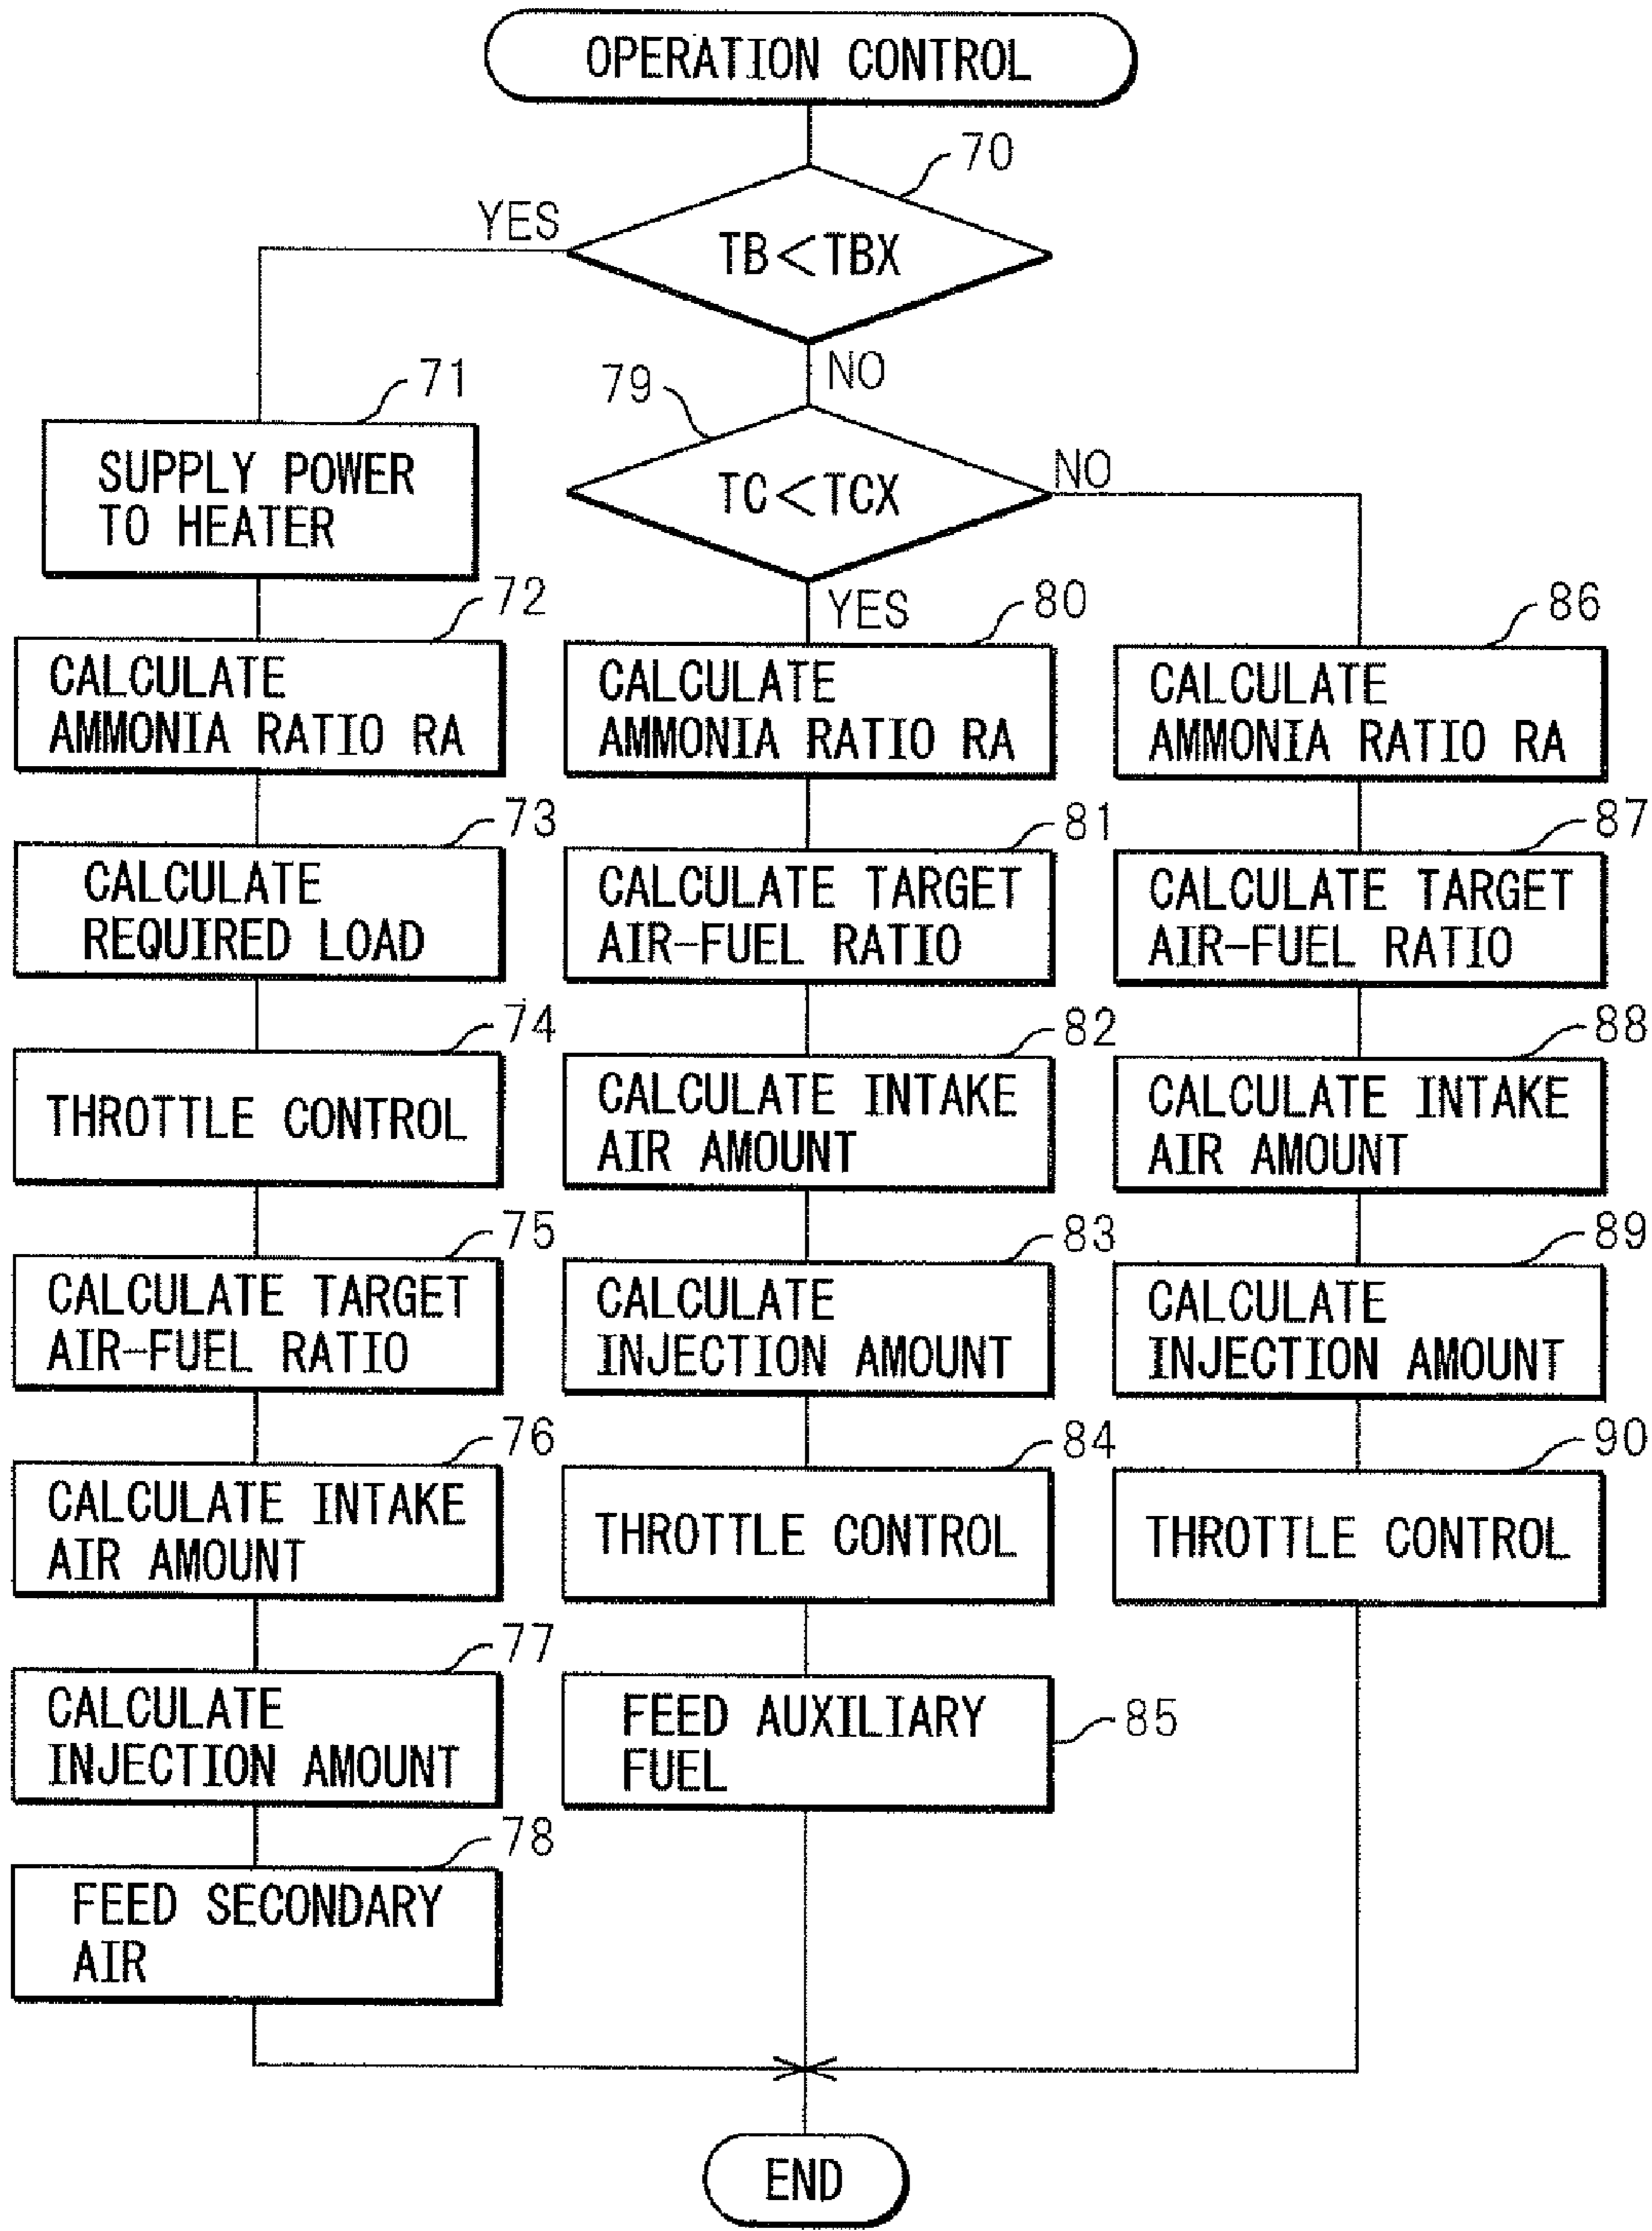 OPERATION CONTROL
70
YES
TB<TBX
NO
71
SUPPLY POWER
TO HEATER
72
CALCULATE
AMMONIA RATIO RA
73
CALCULATE
REQUIRED LOAD
74
THROTTLE CONTROL
75
CALCULATE TARGET
AIR-FUEL RATIO
76
CALCULATE INTAKE
AIR AMOUNT
77
CALCULATE
INJECTION AMOUNT
78
FEED SECONDARY
AIR
79
TC<TCX
NO
YES
80
CALCULATE
AMMONIA RATIO RA
81
CALCULATE TARGET
AIR-FUEL RATIO
82
CALCULATE INTAKE
AIR AMOUNT
83
CALCULATE
INJECTION AMOUNT
84
THROTTLE CONTROL
FEED AUXILIARY
FUEL
85
86
CALCULATE
AMMONIA RATIO RA
87
CALCULATE TARGET
AIR-FUEL RATIO
88
CALCULATE INTAKE
AIR AMOUNT
89
CALCULATE
INJECTION AMOUNT
90
THROTTLE CONTROL
END